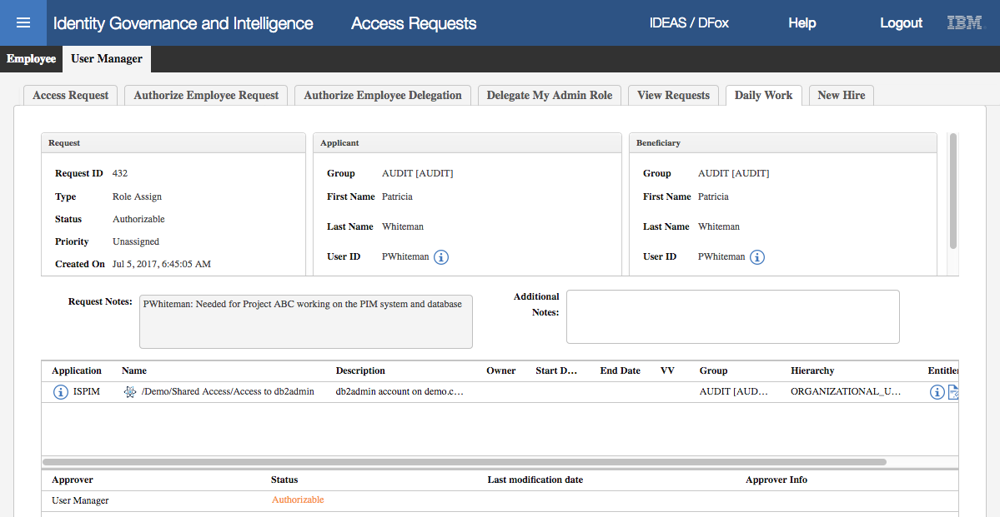 Identity Governance and Intelligence Access Requests IDEAS / DFox Help Logout IBM
Employee User Manager
Access Request Authorize Employee Request Authorize Employee Delegation Delegate My Admin Role View Requests Daily Work New Hire
Request Applicant Beneficiary
Request ID 432 Group AUDIT [AUDIT] Group AUDIT [AUDIT]
Type Role Assign First Name Patricia First Name Patricia
Status Authorizable
Last Name Whiteman Last Name Whiteman
Priority Unassigned
User ID PWhiteman User ID PWhiteman
Created On Jul 5, 2017, 6:45:05 AM
Request Notes: PWhiteman: Needed for Project ABC working on the PIM system and database
Additional
Notes:
Application Name Description Owner Start D... End Date VV Group Hierarchy Entitle
ISPIM /Demo/Shared Access/Access to db2admin db2admin account on demo.c... AUDIT [AUD... ORGANIZATIONAL_U...
Approver Status Last modification date Approver Info
User Manager Authorizable